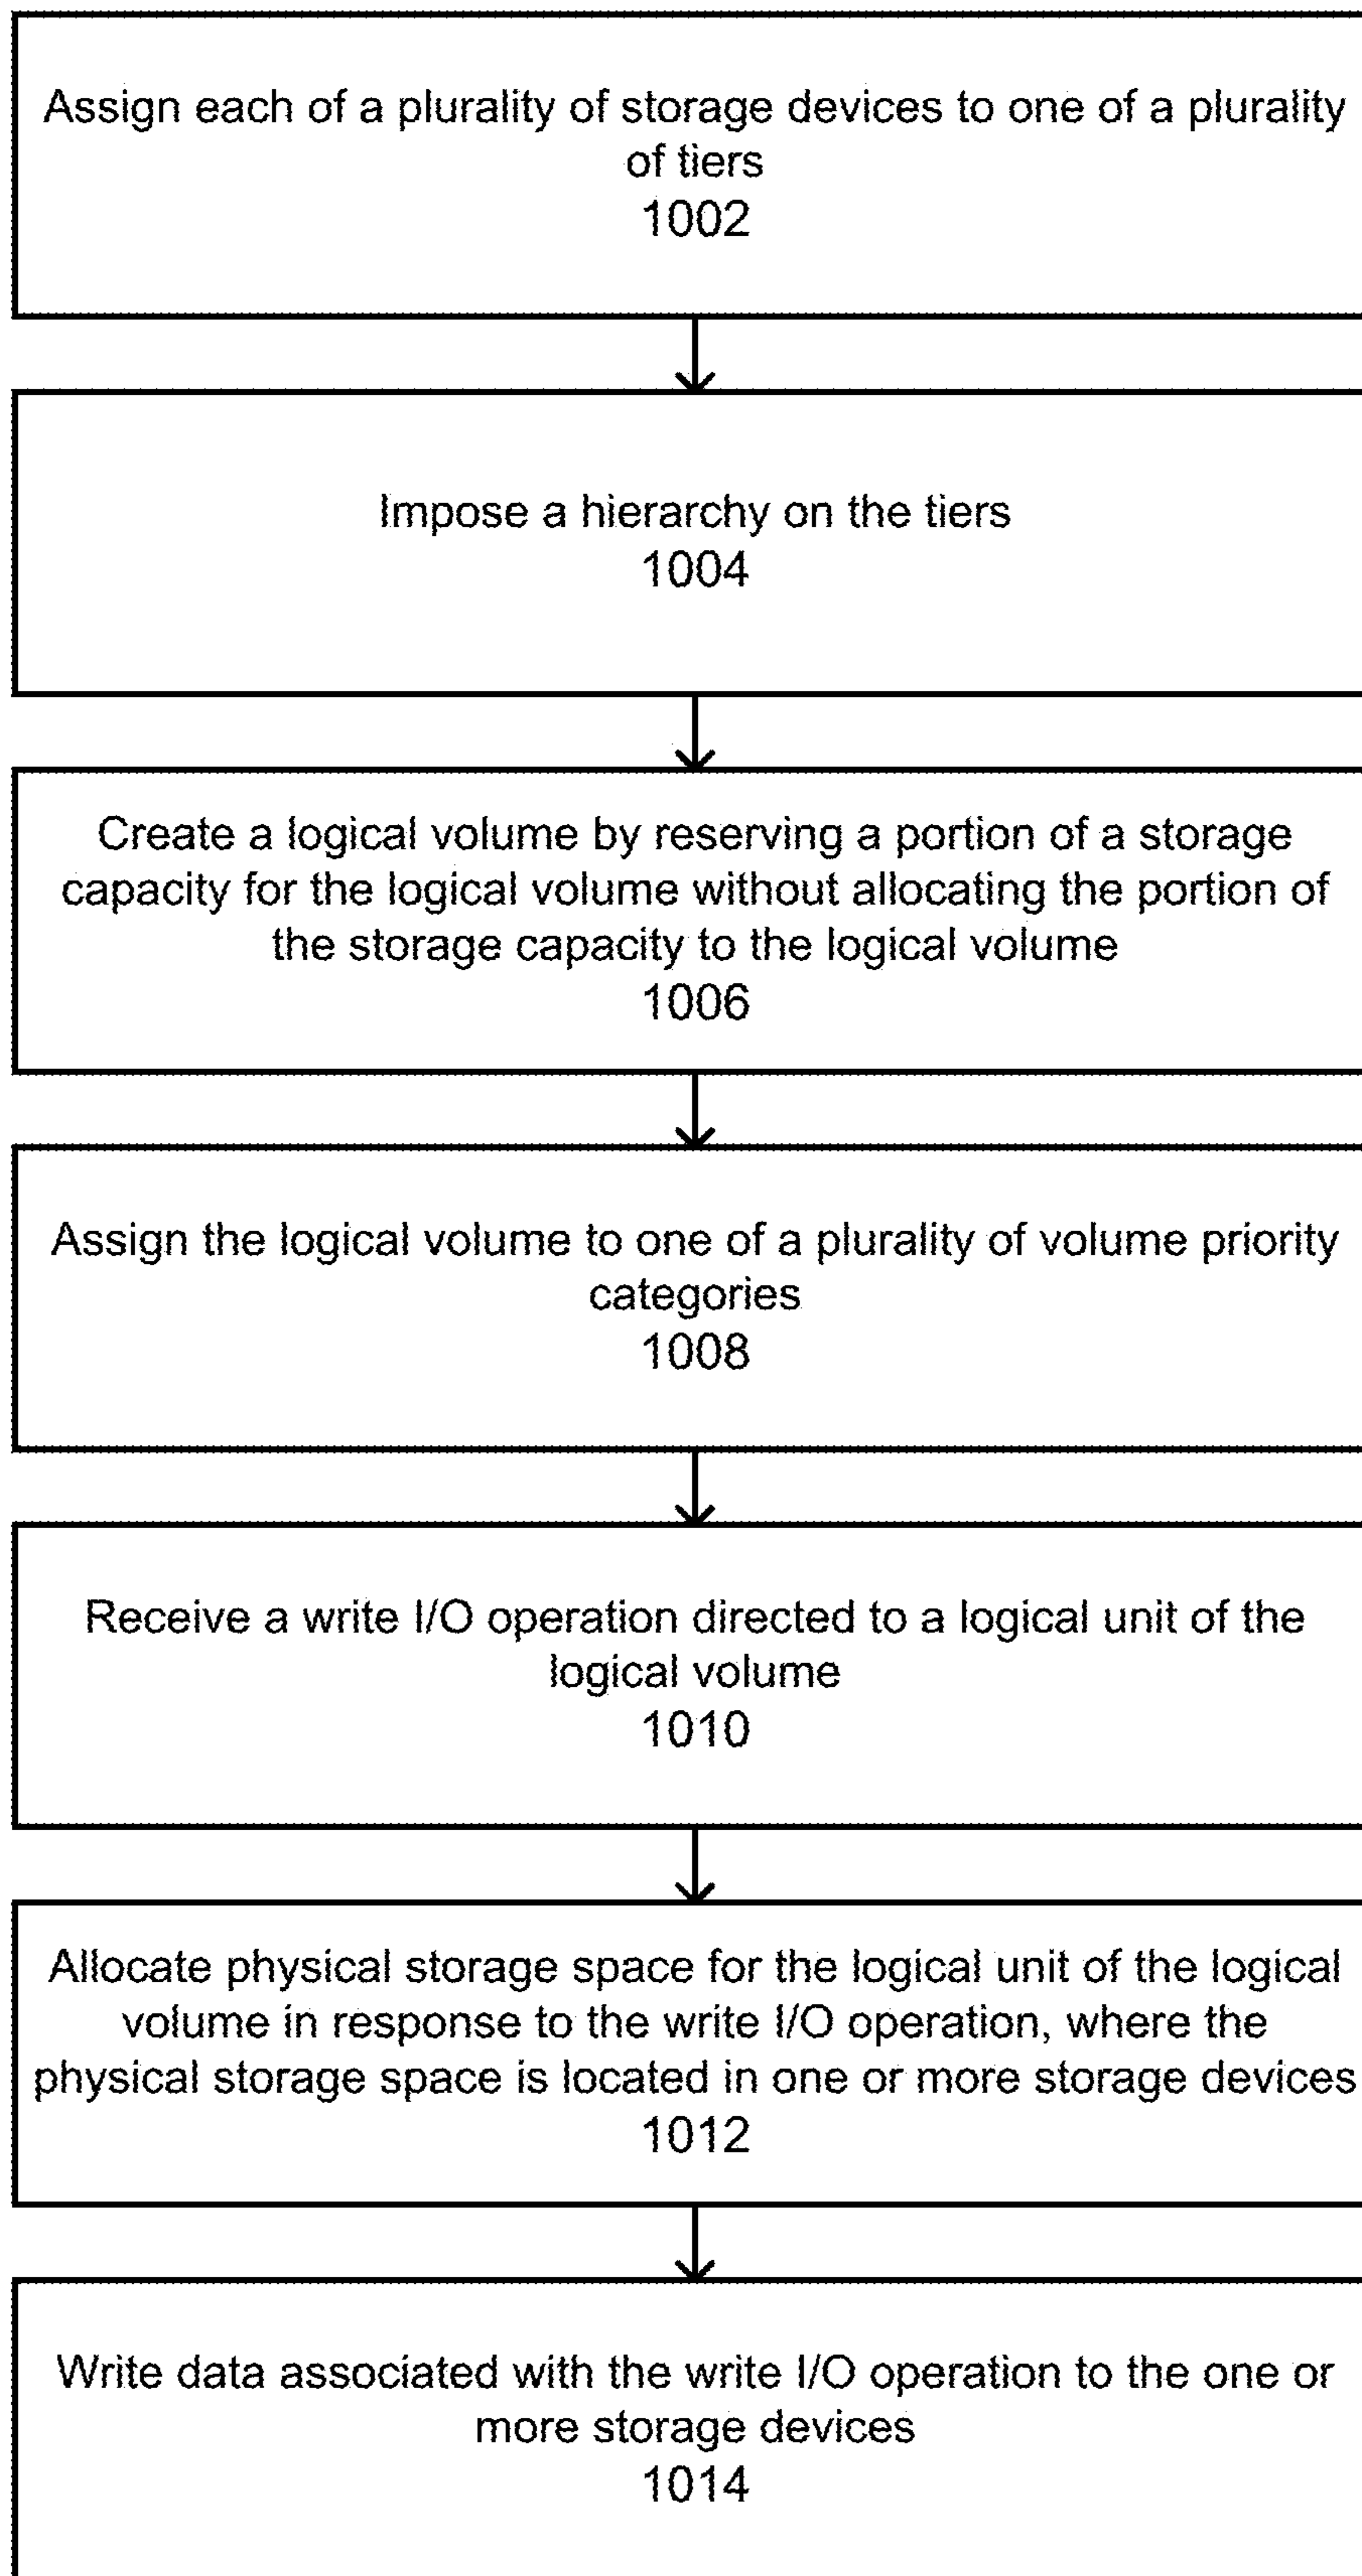 Assign each of a plurality of storage devices to one of a plurality
of tiers
1002
Impose a hierarchy on the tiers
1004
Create a logical volume by reserving a portion of a storage
capacity for the logical volume without allocating the portion of
the storage capacity to the logical volume
1006
Assign the logical volume to one of a plurality of volume priority
categories
1008
Receive a write I/O operation directed to a logical unit of the
logical volume
1010
Allocate physical storage space for the logical unit of the logical
volume in response to the write I/O operation, where the
physical storage space is located in one or more storage devices
1012
Write data associated with the write I/O operation to the one or
more storage devices
1014